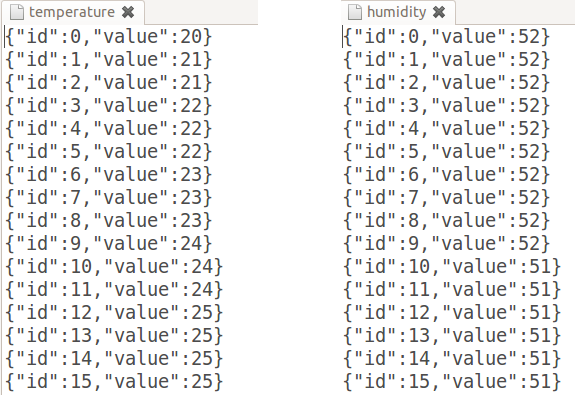 temperature
{"id":0,"value":20}
{"id":1,"value":21}
{"id":2,"value":21}
{"id":3,"value":22}
{"id":4,"value":22}
{"id":5,"value":22}
{"id":6,"value":23}
{"id":7,"value":23}
{"id":8,"value":23}
{"id":9,"value":24}
{"id":10,"value":24}
{"id":11,"value":24}
{"id":12,"value":25}
{"id":13,"value":25}
{"id":14,"value":25}
{"id":15,"value":25}
humidity
{"id":0,"value":52}
{"id":1,"value":52}
{"id":2,"value":52}
{"id":3,"value":52}
{"id":4,"value":52}
{"id":5,"value":52}
{"id":6,"value":52}
{"id":7,"value":52}
{"id":8,"value":52}
{"id":9,"value":52}
{"id":10,"value":51}
{"id":11,"value":51}
{"id":12,"value":51}
{"id":13,"value":51}
{"id":14,"value":51}
{"id":15,"value":51}